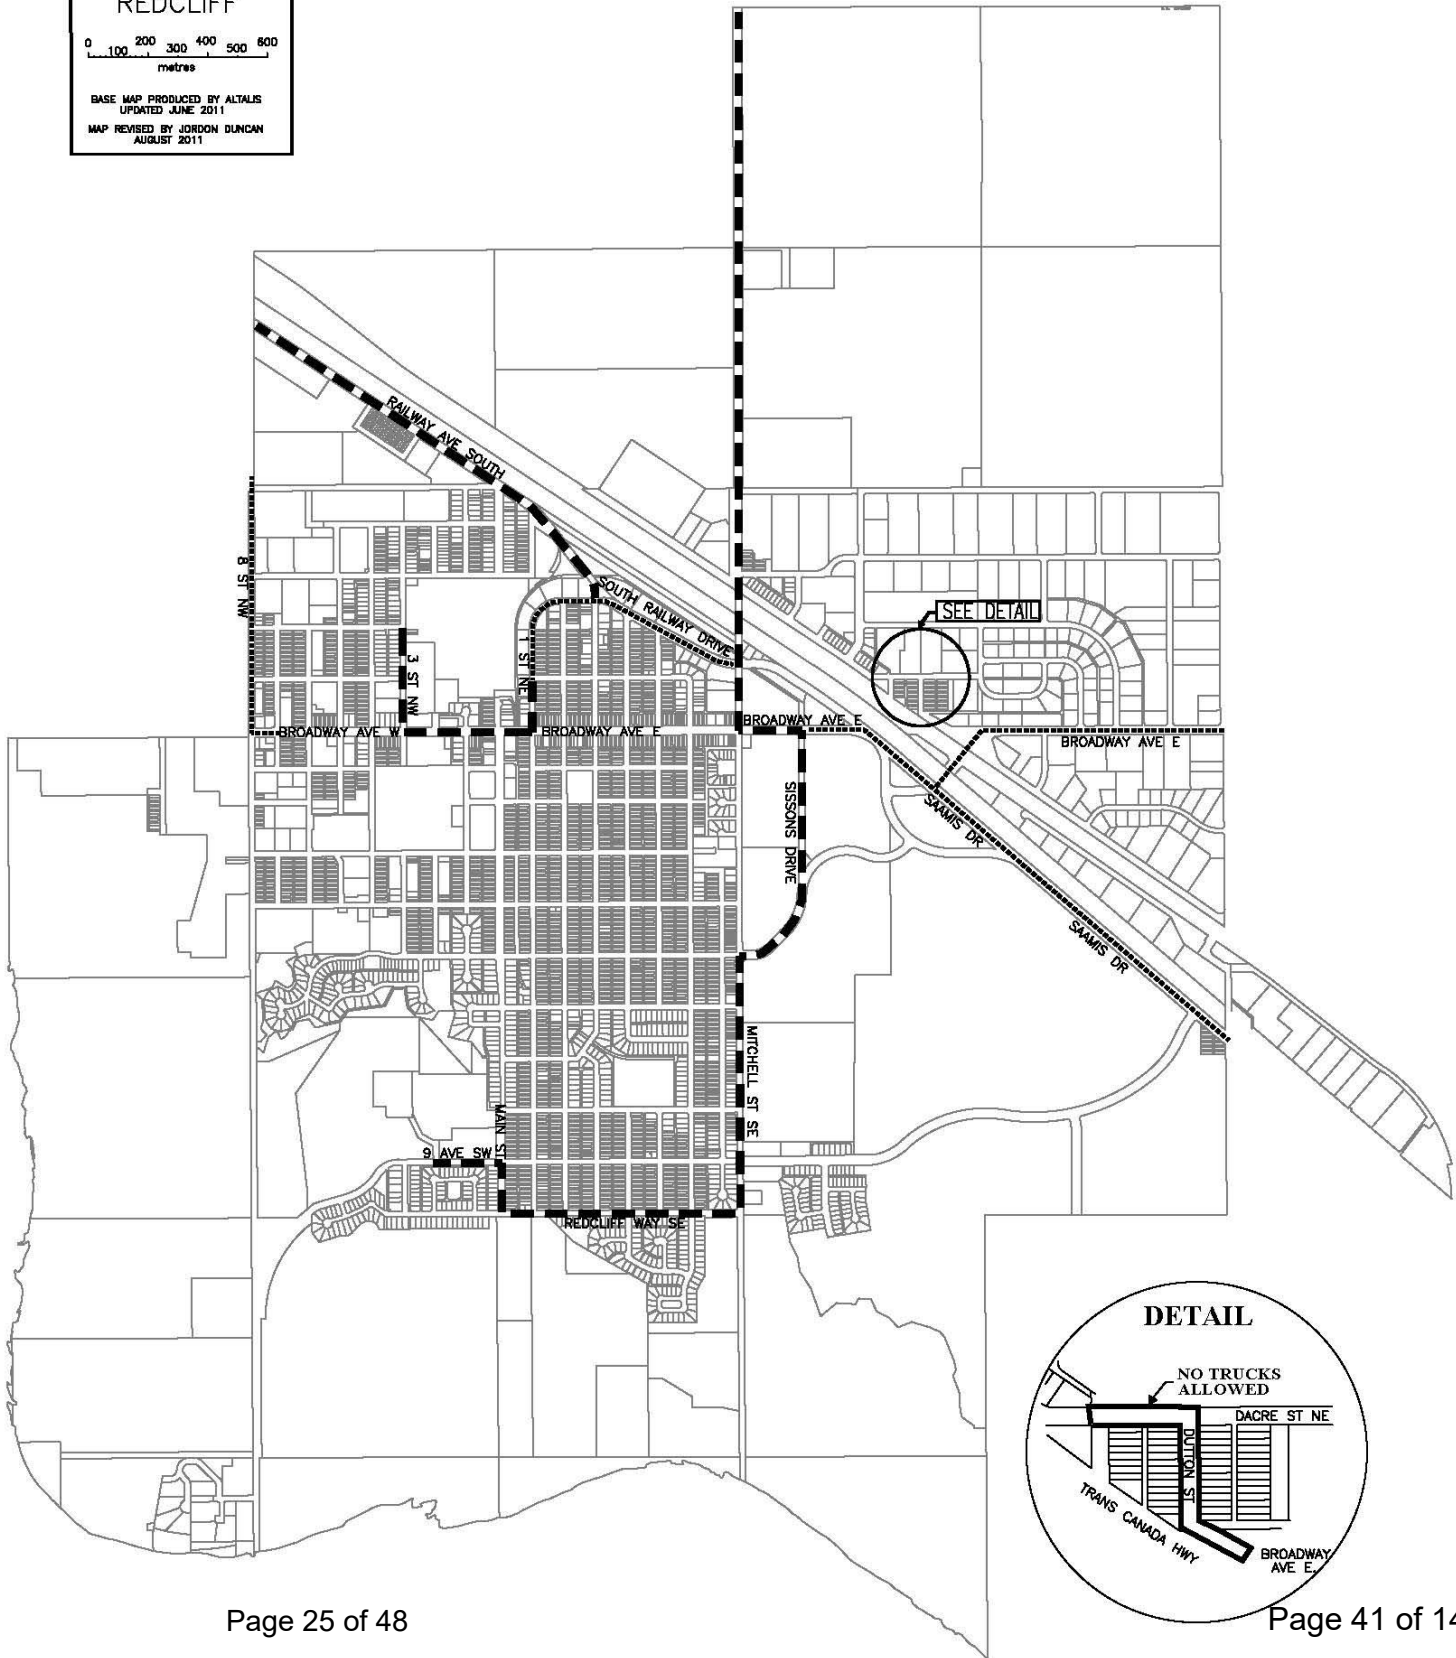 REDCLIFF
0 100 200 300 400 500 600
metres
BASE MAP PRODUCED BY ALTALIS
UPDATED JUNE 2011
MAP REVISED BY JORDON DUNCAN
AUGUST 2011
RAILWAY AVE SOUTH
8 ST NW
SOUTH RAILWAY DRIVE
SEE DETAIL
3 ST NW
1 ST NE
BROADWAY AVE W
BROADWAY AVE E
BROADWAY AVE E
BROADWAY AVE E
SISSONS DRIVE
SAAMIS DR
SAAMIS DR
MITCHELL ST SE
MAIN ST
9 AVE SW
REDCLIFF WAY SE
DETAIL
NO TRUCKS
ALLOWED
DACRE ST NE
DUTTON ST
TRANS CANADA HWY
BROADWAY
AVE E.
Page 25 of 48
Page 41 of 14